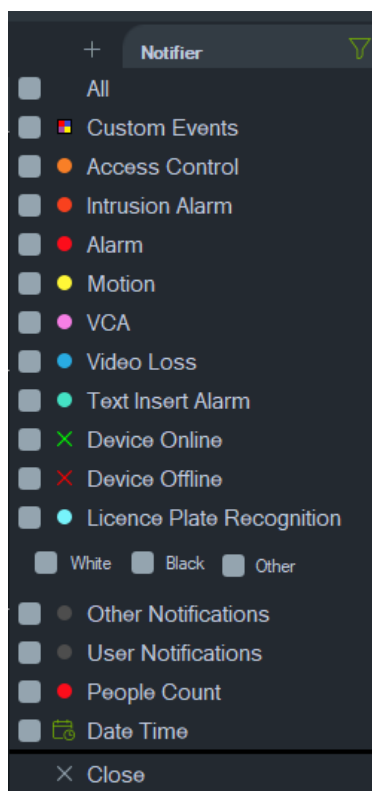 Notifier
All
Custom Events
Access Control
Intrusion Alarm
Alarm
Motion
VCA
Video Loss
Text Insert Alarm
Device Online
Device Offline
Licence Plate Recognition
White Black Other
Other Notifications
User Notifications
People Count
Date Time
Close